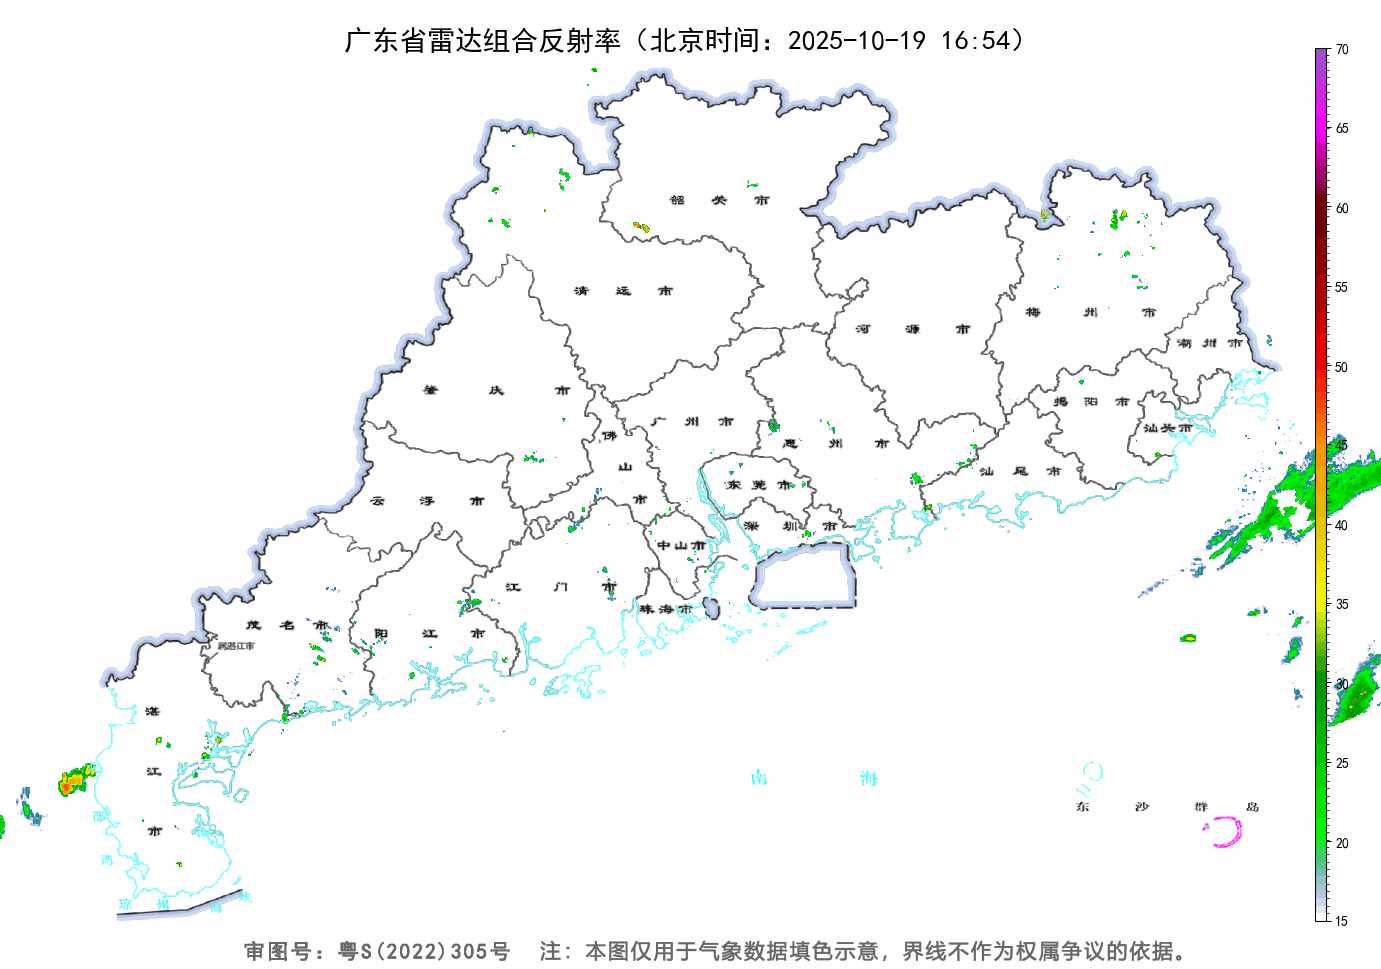 广东省雷达组合反射率（北京时间：2025-10-19 16:54）
70
65
60
55
50
45
40
35
30
25
20
15
韶关市
清远市
河源市
梅州市
潮州市
肇庆市
广州市
佛山市
惠州市
揭阳市
汕头市
汕尾市
东莞市
云浮市
深圳市
中山市
江门市
珠海市
茂名市
阳江市
属湛江市
湛江市
南海
东沙群岛
湾
琼州海峡
审图号：粤S(2022)305号 注：本图仅用于气象数据填色示意，界线不作为权属争议的依据。